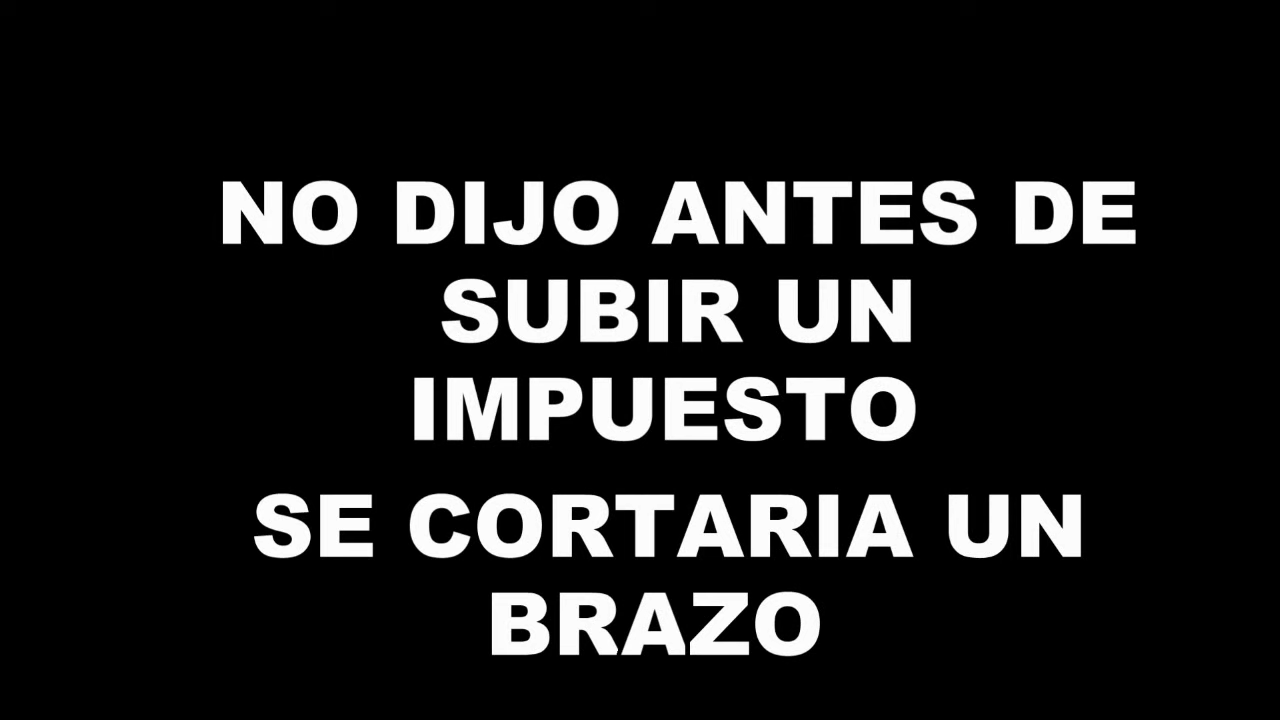 NO DIJO ANTES DE
SUBIR UN
IMPUESTO
SE CORTARIA UN
BRAZO